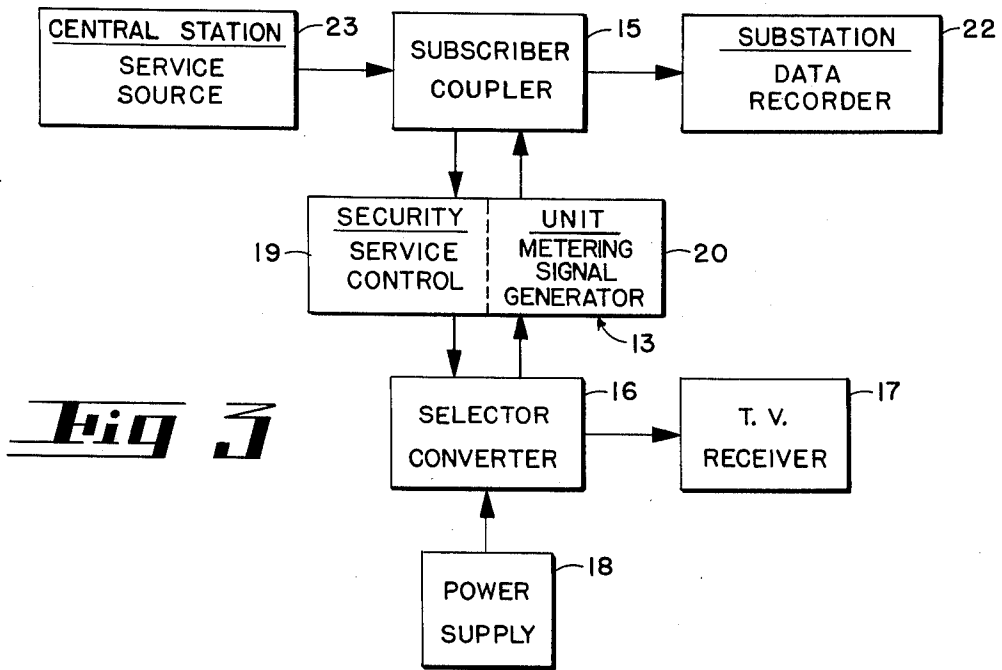 CENTRAL STATION
SERVICE
SOURCE
23
SUBSCRIBER
COUPLER
15
SUBSTATION
DATA
RECORDER
22
SECURITY
SERVICE
CONTROL
19
UNIT
METERING
SIGNAL
GENERATOR
20
13
SELECTOR
CONVERTER
16
T. V.
RECEIVER
17
Fig 3
POWER
SUPPLY
18